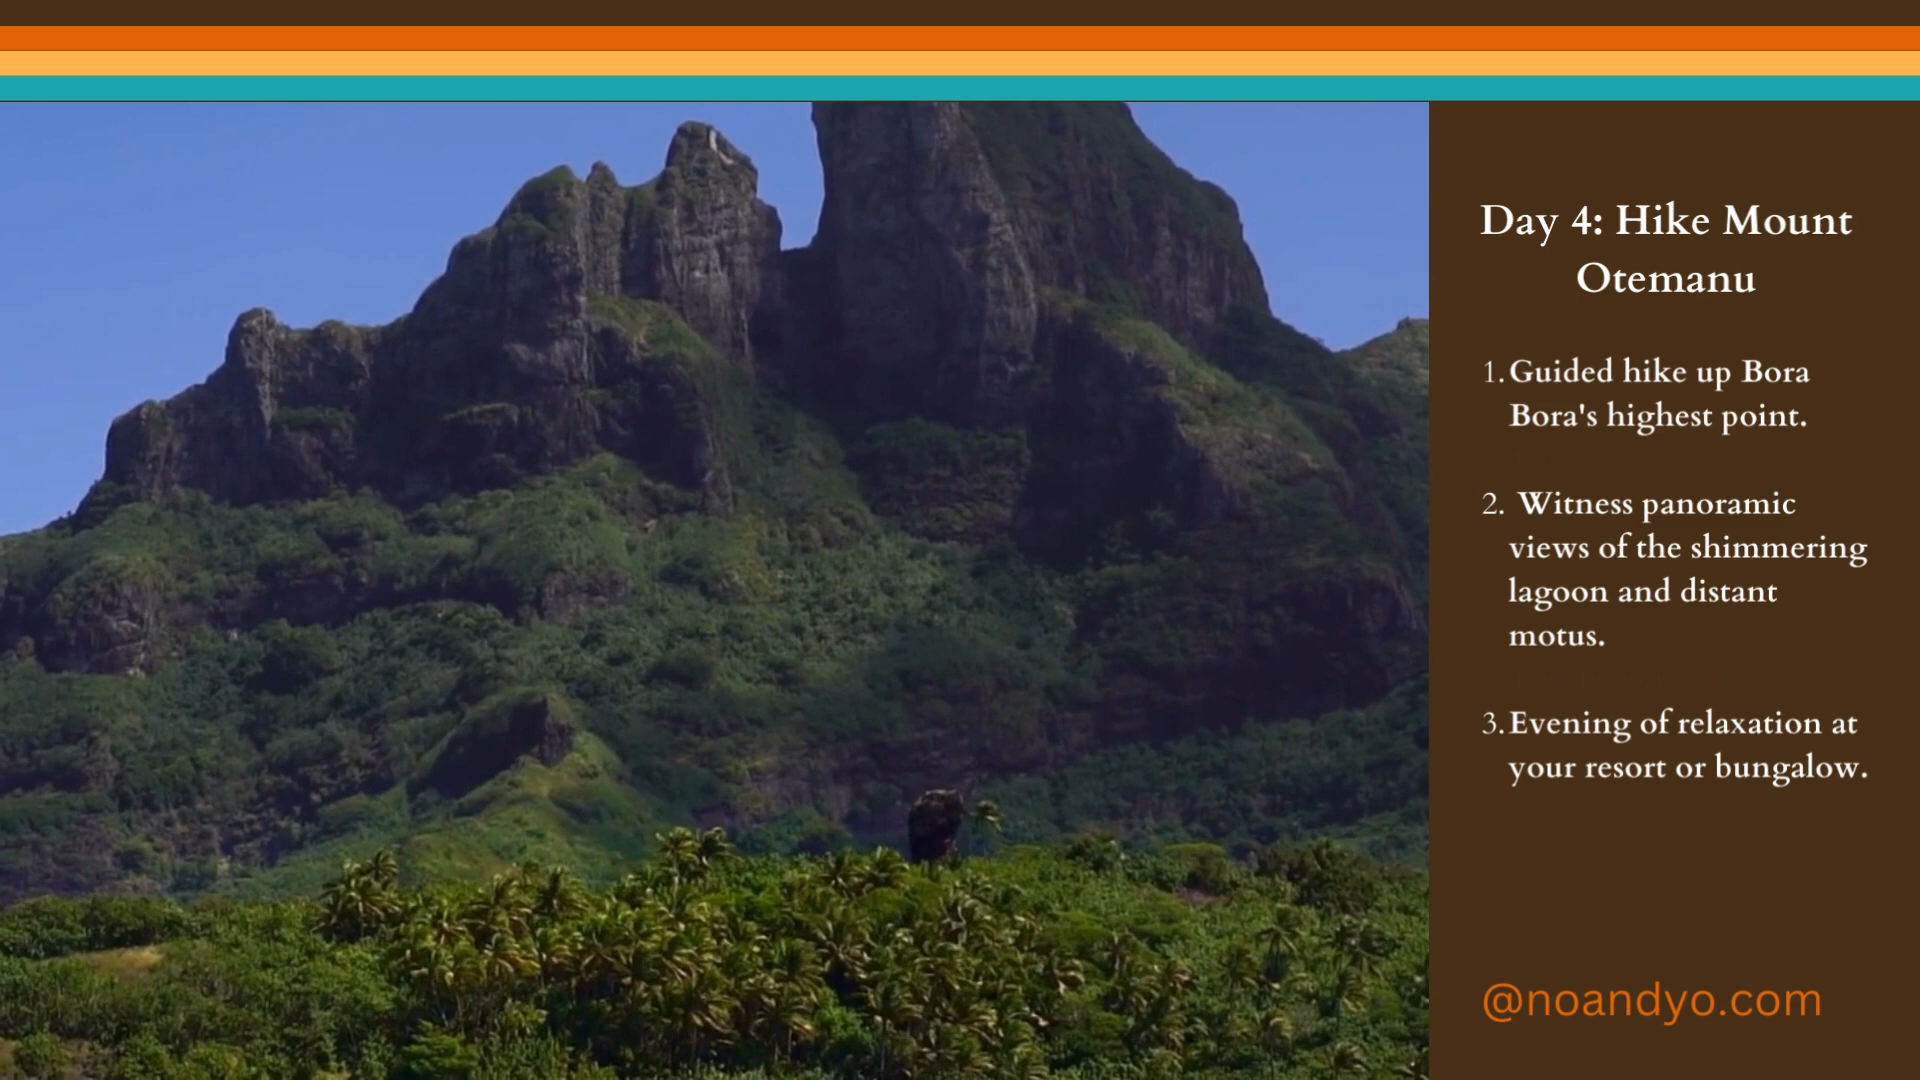 Day 4: Hike Mount
Otemanu
1. Guided hike up Bora
Bora's highest point.
2. Witness panoramic
views of the shimmering
lagoon and distant
motus.
3. Evening of relaxation at
your resort or bungalow.
@noandyo.com